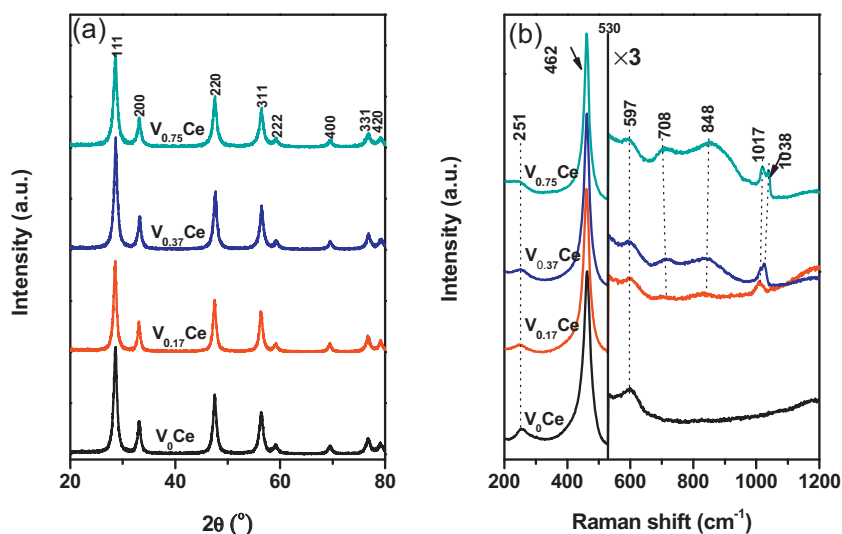 (a)
111
200
220
311
222
400
331
420
V0.75Ce
V0.37Ce
V0.17Ce
V0Ce
Intensity (a.u.)
20 40 60 80
2θ (°)
(b)
530
×3
462
251
597
708
848
1017
1038
V0.75Ce
V0.37Ce
V0.17Ce
V0Ce
Intensity (a.u.)
200 400 600 800 1000 1200
Raman shift (cm-1)